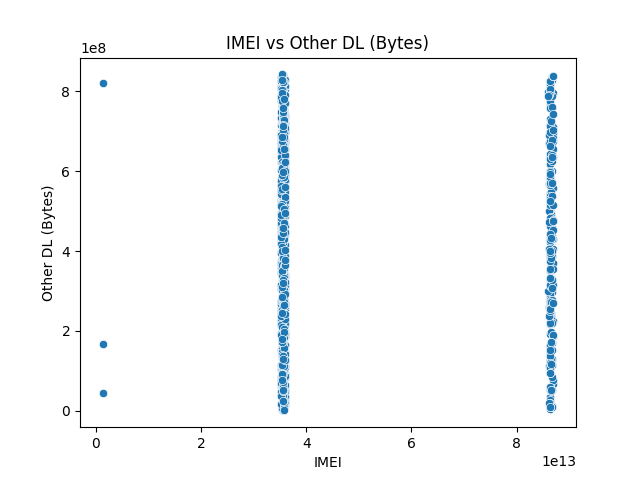 IMEI vs Other DL (Bytes)
1e8
8
6
4
2
0
Other DL (Bytes)
0 2 4 6 8
1e13
IMEI